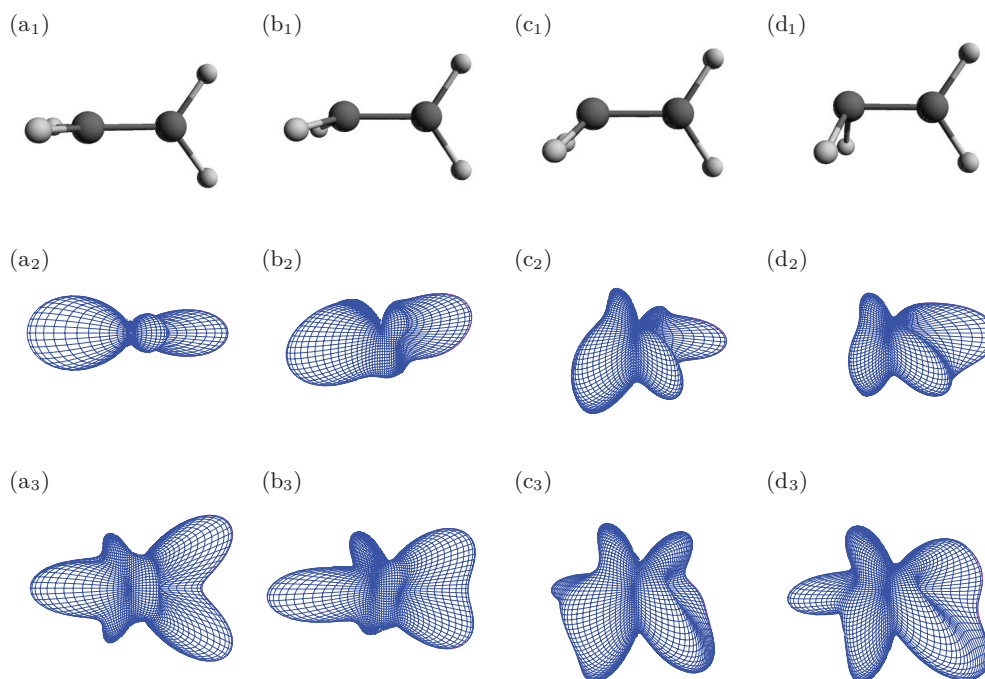 (a₁) (b₁) (c₁) (d₁)
(a₂) (b₂) (c₂) (d₂)
(a₃) (b₃) (c₃) (d₃)